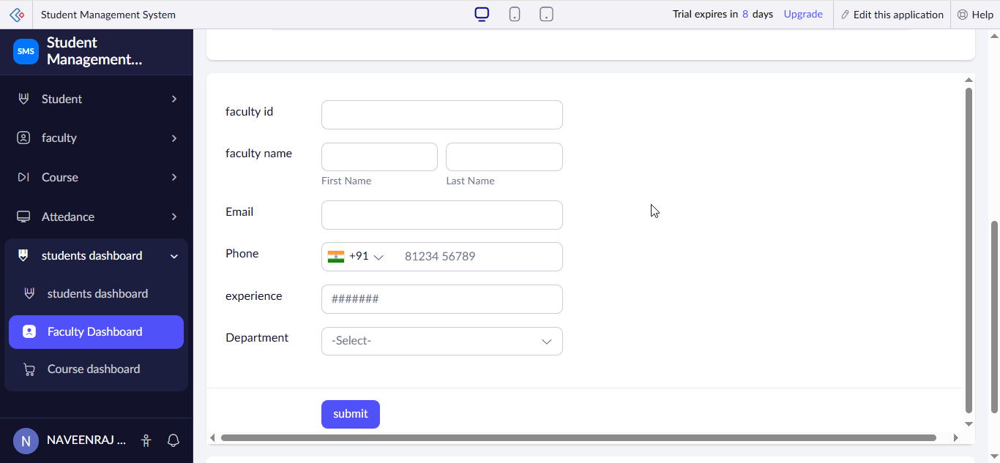 Student Management System
Trial expires in 8 days Upgrade
Edit this application
Help
SMS
Student
Management...
Student
faculty
Course
Attedance
students dashboard
students dashboard
Faculty Dashboard
Course dashboard
N
NAVEENRAJ ...
faculty id
faculty name
First Name
Last Name
Email
Phone
+91
81234 56789
experience
#######
Department
-Select-
submit